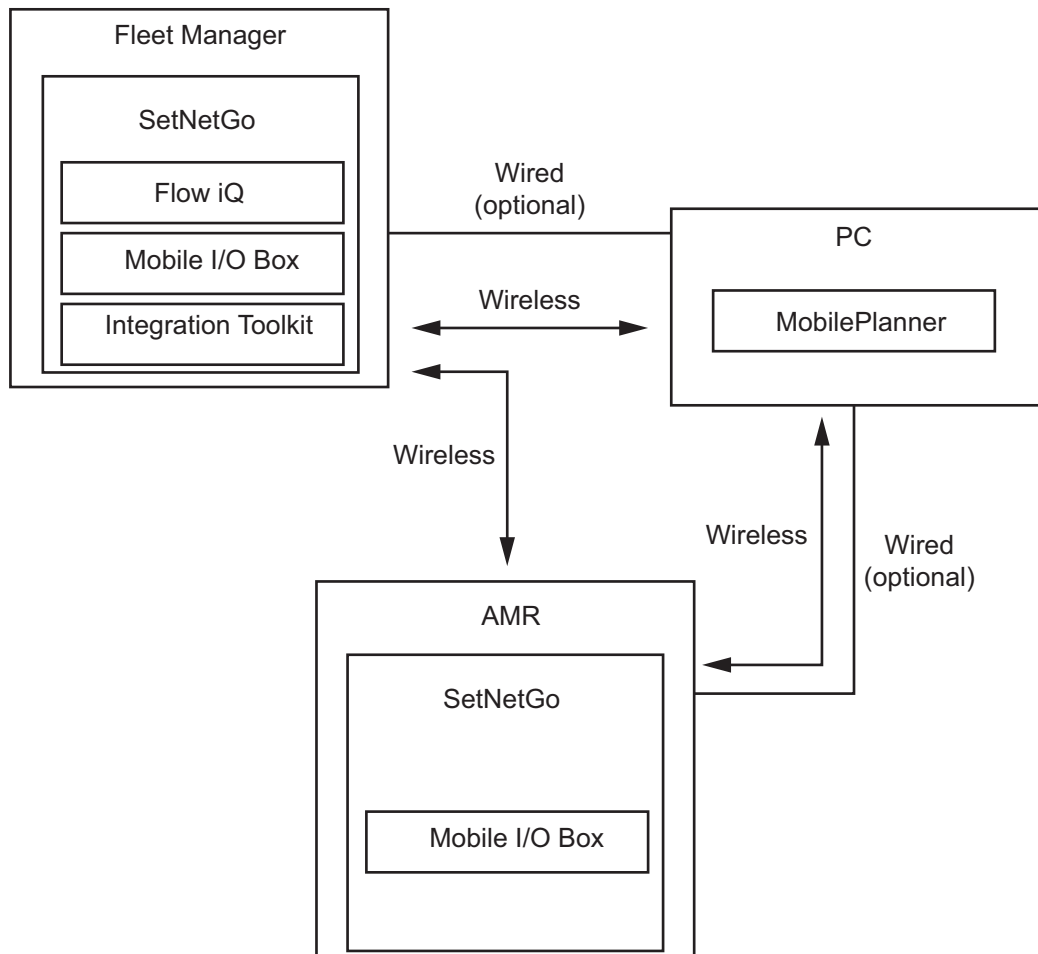 Fleet Manager
SetNetGo
Flow iQ
Mobile I/O Box
Integration Toolkit
Wired
(optional)
Wireless
PC
MobilePlanner
Wireless
Wireless
Wired
(optional)
AMR
SetNetGo
Mobile I/O Box